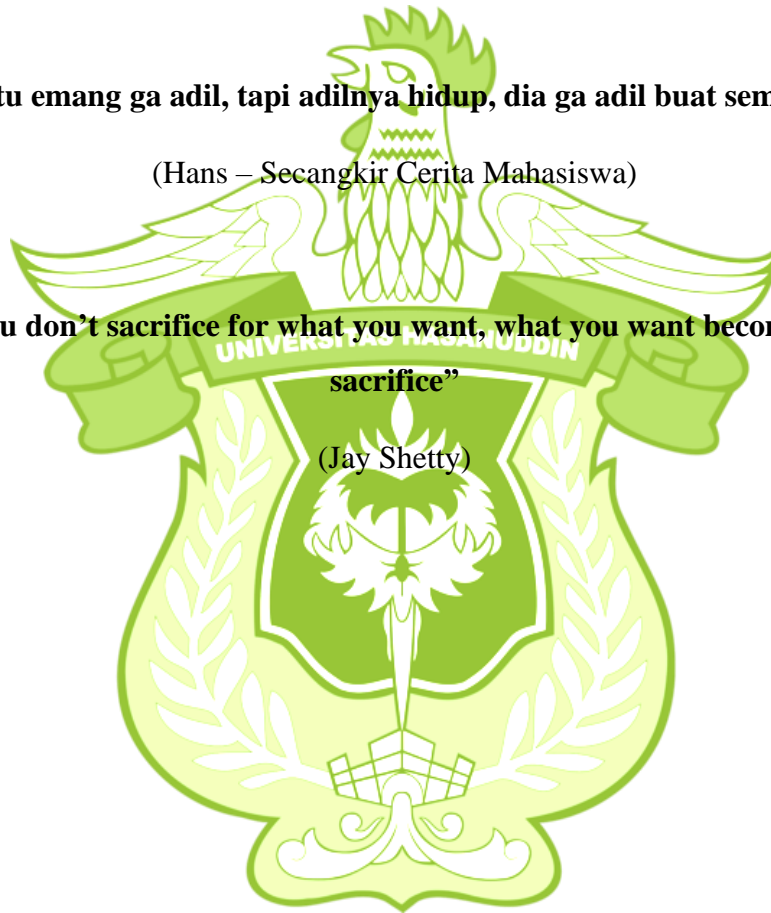 tu emang ga adil, tapi adilnya hidup, dia ga adil buat sem
(Hans – Secangkir Cerita Mahasiswa)
u don’t sacrifice for what you want, what you want becor
UNIVERSITAS HASANUDDIN
sacrifice”
(Jay Shetty)